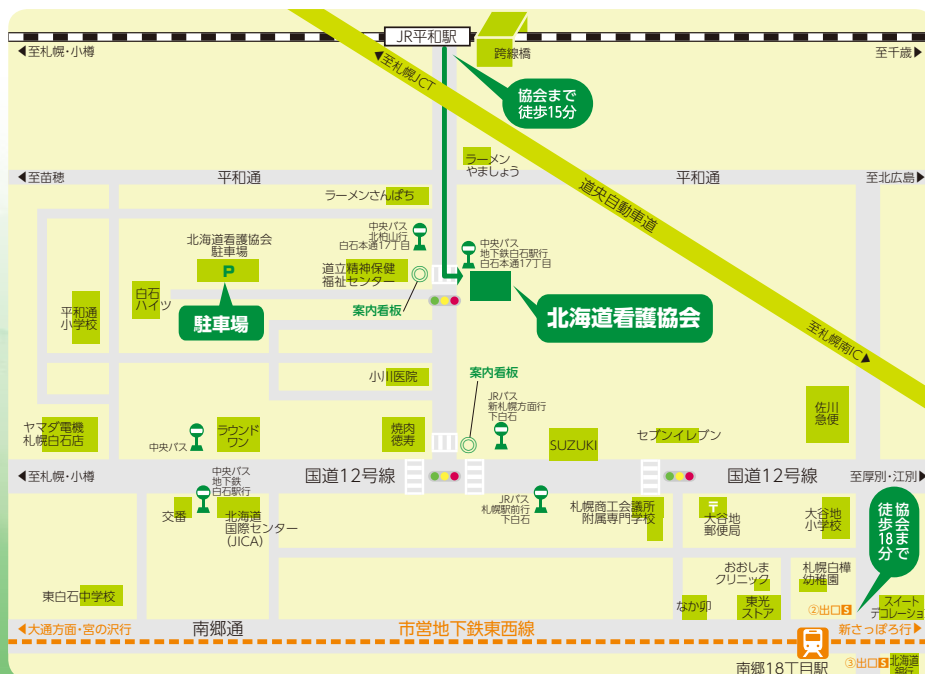 JR平和駅
跨線橋
◀至札幌・小樽
至千歳▶
◀至札幌JCT
協会まで
徒歩15分
ラーメン
やましょう
◀至苗穂
平和通
平和通
至北広島▶
道央自動車道
ラーメンさんぱち
中央バス
北柏山行
白石本通17丁目
中央バス
地下鉄白石駅行
白石本通17丁目
北海道看護協会
駐車場
P
道立精神保健
福祉センター
案内看板
白石
ハイツ
平和通
小学校
駐車場
北海道看護協会
至札幌南IC▶
小川医院
案内看板
JRバス
新札幌方面行
下白石
ヤマダ電機
札幌白石店
中央バス
ラウンド
ワン
焼肉
徳寿
SUZUKI
セブンイレブン
佐川
急便
◀至札幌・小樽
中央バス
地下鉄
白石駅行
国道12号線
国道12号線
至厚別・江別▶
交番
北海道
国際センター
(JICA)
JRバス
札幌駅前行
下白石
札幌商工会議所
附属専門学校
〒
大谷地
郵便局
大谷地
小学校
協会まで
徒歩
18分
おおしま
クリニック
札幌白樺
幼稚園
東白石中学校
なか卯
東光
ストア
②出口S
スイート
デコレーショ
◀大通方面・宮の沢行
南郷通
市営地下鉄東西線
新さっぽろ行▶
南郷18丁目駅
③出口S
北海道
銀行